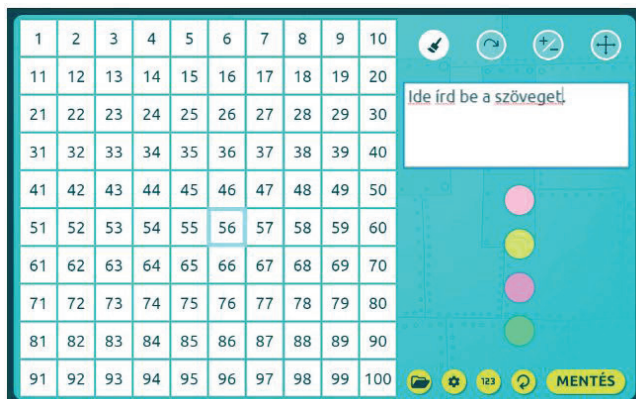 1 2 3 4 5 6 7 8 9 10
11 12 13 14 15 16 17 18 19 20
21 22 23 24 25 26 27 28 29 30
31 32 33 34 35 36 37 38 39 40
41 42 43 44 45 46 47 48 49 50
51 52 53 54 55 56 57 58 59 60
61 62 63 64 65 66 67 68 69 70
71 72 73 74 75 76 77 78 79 80
81 82 83 84 85 86 87 88 89 90
91 92 93 94 95 96 97 98 99 100
+/-
Ide írd be a szöveget.
123
MENTÉS